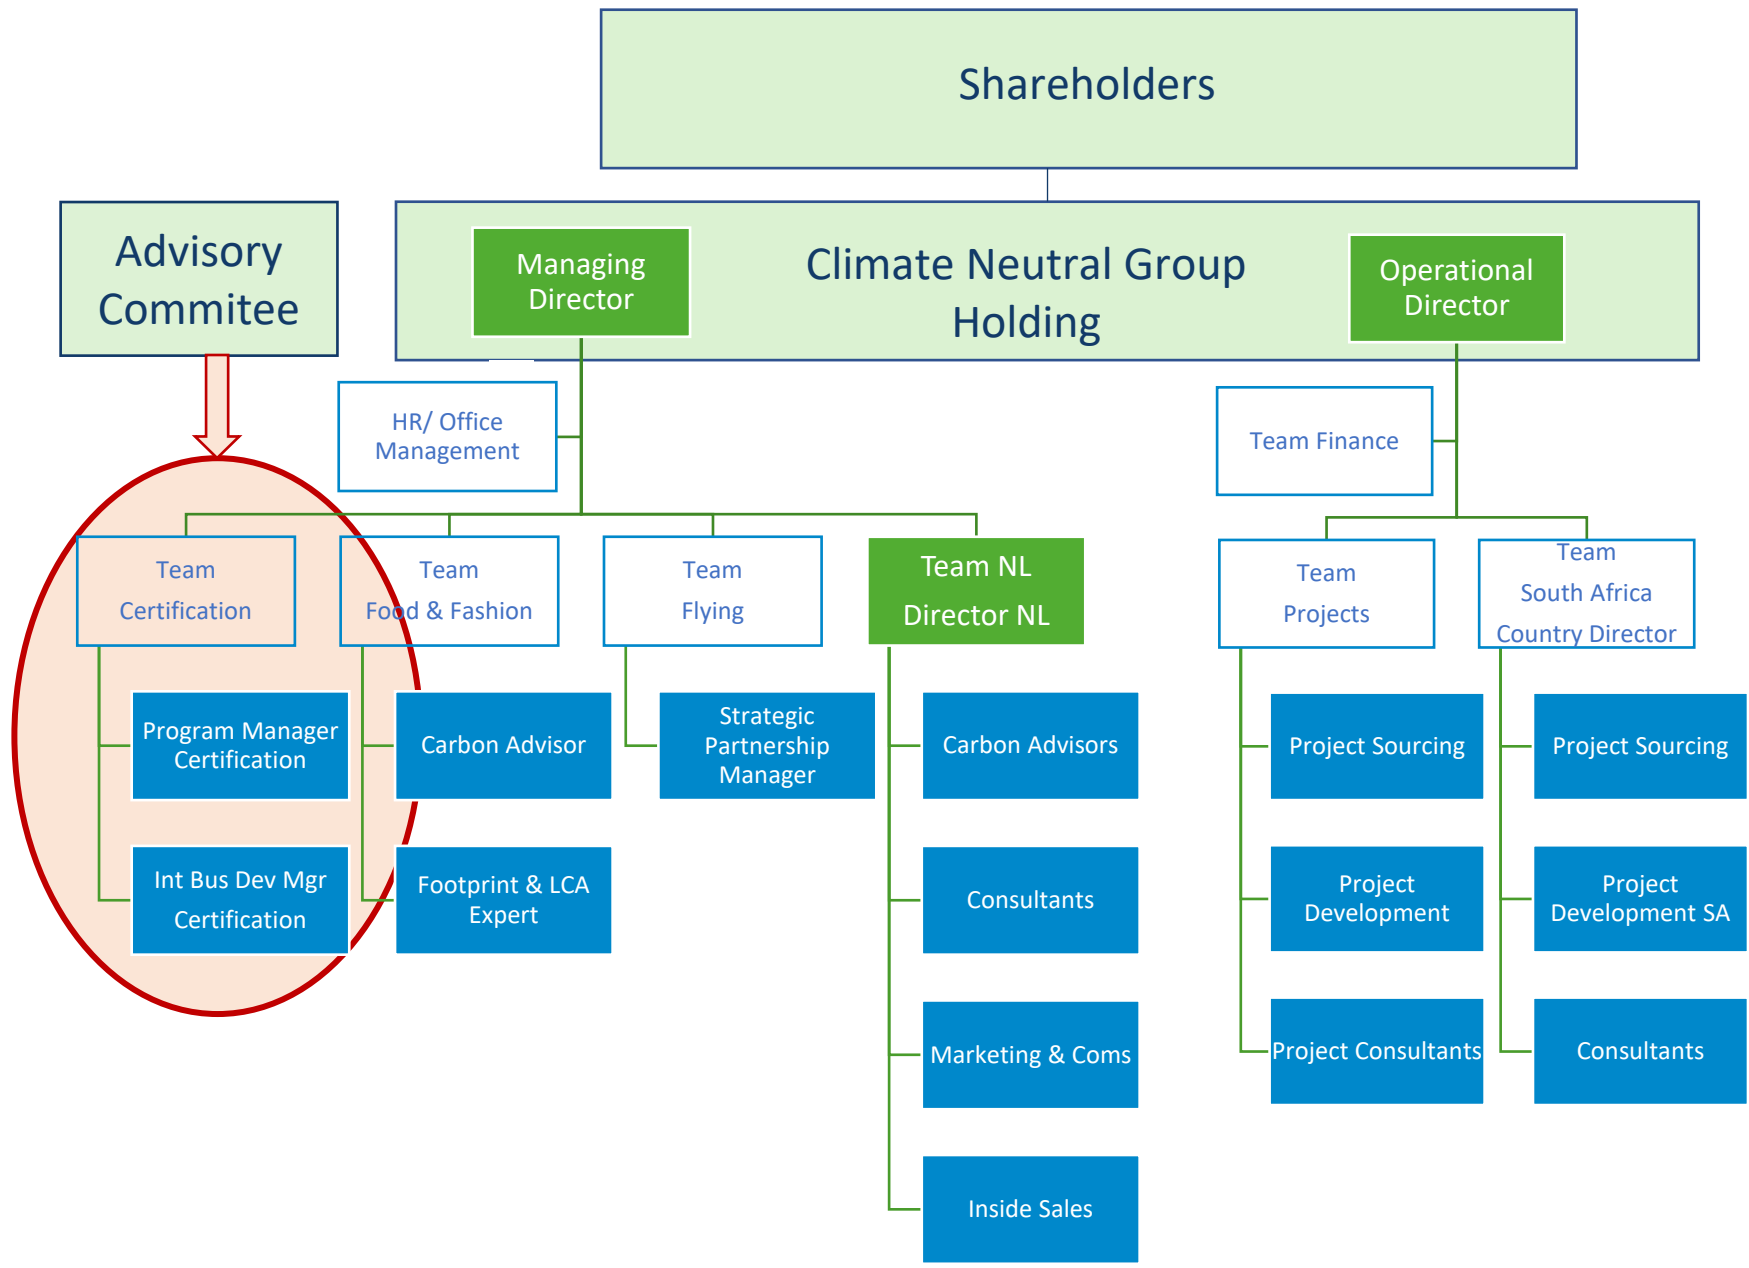 Shareholders
Advisory
Commitee
Managing
Director
Climate Neutral Group
Holding
Operational
Director
HR/ Office
Management
Team Finance
Team
Certification
Team
Food & Fashion
Team
Flying
Team NL
Director NL
Team
Projects
Team
South Africa
Country Director
Program Manager
Certification
Carbon Advisor
Strategic
Partnership
Manager
Carbon Advisors
Project Sourcing
Project Sourcing
Int Bus Dev Mgr
Certification
Footprint & LCA
Expert
Consultants
Project
Development
Project
Development SA
Marketing & Coms
Project Consultants
Consultants
Inside Sales